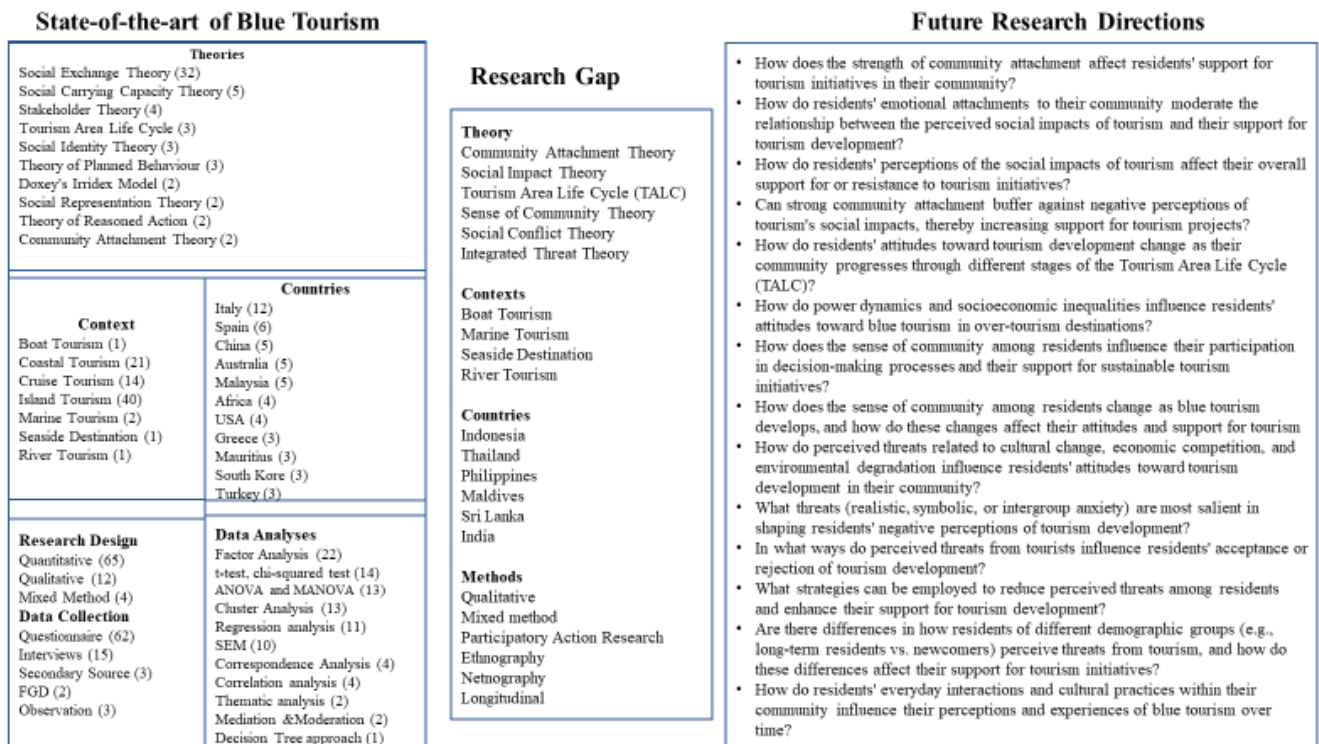 State-of-the-art of Blue Tourism
Theories
Social Exchange Theory (32)
Social Carrying Capacity Theory (5)
Stakeholder Theory (4)
Tourism Area Life Cycle (3)
Social Identity Theory (3)
Theory of Planned Behaviour (3)
Doxey's Irridex Model (2)
Social Representation Theory (2)
Theory of Reasoned Action (2)
Community Attachment Theory (2)
Context
Boat Tourism (1)
Coastal Tourism (21)
Cruise Tourism (14)
Island Tourism (40)
Marine Tourism (2)
Seaside Destination (1)
River Tourism (1)
Countries
Italy (12)
Spain (6)
China (5)
Australia (5)
Malaysia (5)
Africa (4)
USA (4)
Greece (3)
Mauritius (3)
South Kore (3)
Turkey (3)
Research Design
Quantitative (65)
Qualitative (12)
Mixed Method (4)
Data Collection
Questionnaire (62)
Interviews (15)
Secondary Source (3)
FGD (2)
Observation (3)
Data Analyses
Factor Analysis (22)
t-test, chi-squared test (14)
ANOVA and MANOVA (13)
Cluster Analysis (13)
Regression analysis (11)
SEM (10)
Correspondence Analysis (4)
Correlation analysis (4)
Thematic analysis (2)
Mediation &Moderation (2)
Decision Tree approach (1)
Research Gap
Theory
Community Attachment Theory
Social Impact Theory
Tourism Area Life Cycle (TALC)
Sense of Community Theory
Social Conflict Theory
Integrated Threat Theory
Contexts
Boat Tourism
Marine Tourism
Seaside Destination
River Tourism
Countries
Indonesia
Thailand
Philippines
Maldives
Sri Lanka
India
Methods
Qualitative
Mixed method
Participatory Action Research
Ethnography
Netnography
Longitudinal
Future Research Directions
• How does the strength of community attachment affect residents' support for
tourism initiatives in their community?
• How do residents' emotional attachments to their community moderate the
relationship between the perceived social impacts of tourism and their support for
tourism development?
• How do residents' perceptions of the social impacts of tourism affect their overall
support for or resistance to tourism initiatives?
• Can strong community attachment buffer against negative perceptions of
tourism's social impacts, thereby increasing support for tourism projects?
• How do residents' attitudes toward tourism development change as their
community progresses through different stages of the Tourism Area Life Cycle
(TALC)?
• How do power dynamics and socioeconomic inequalities influence residents'
attitudes toward blue tourism in over-tourism destinations?
• How does the sense of community among residents influence their participation
in decision-making processes and their support for sustainable tourism
initiatives?
• How does the sense of community among residents change as blue tourism
develops, and how do these changes affect their attitudes and support for tourism
• How do perceived threats related to cultural change, economic competition, and
environmental degradation influence residents' attitudes toward tourism
development in their community?
• What threats (realistic, symbolic, or intergroup anxiety) are most salient in
shaping residents' negative perceptions of tourism development?
• In what ways do perceived threats from tourists influence residents' acceptance or
rejection of tourism development?
• What strategies can be employed to reduce perceived threats among residents
and enhance their support for tourism development?
• Are there differences in how residents of different demographic groups (e.g.,
long-term residents vs. newcomers) perceive threats from tourism, and how do
these differences affect their support for tourism initiatives?
• How do residents' everyday interactions and cultural practices within their
community influence their perceptions and experiences of blue tourism over
time?